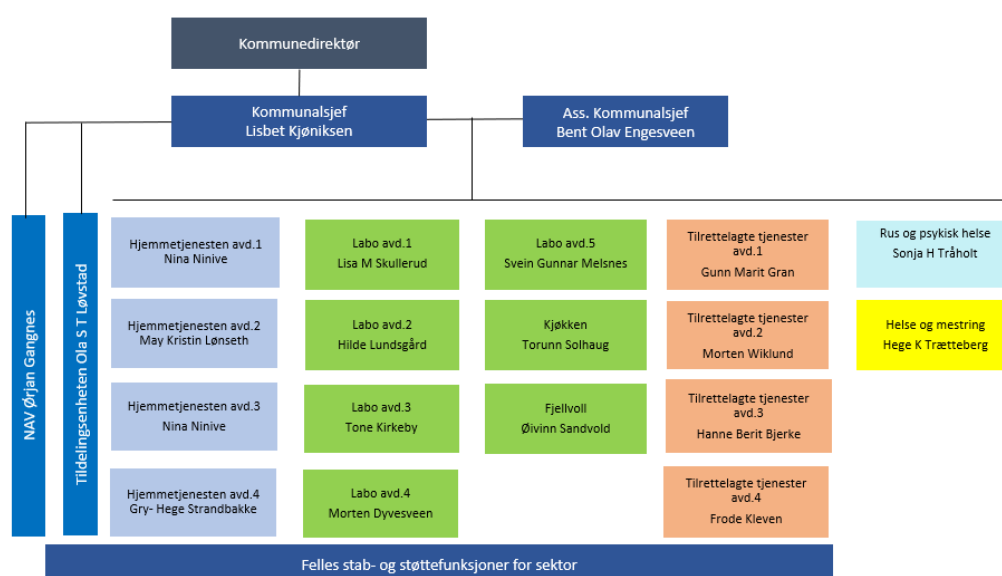 Kommunedirektør
Kommunalsjef
Lisbet Kjøniksen
Ass. Kommunalsjef
Bent Olav Engesveen
NAV Ørjan Gangnes
Tildelingsenheten Ola S T Løvstad
Hjemmetjenesten avd.1
Nina Ninive
Hjemmetjenesten avd.2
May Kristin Lønseth
Hjemmetjenesten avd.3
Nina Ninive
Hjemmetjenesten avd.4
Gry- Hege Strandbakke
Labo avd.1
Lisa M Skullerud
Labo avd.2
Hilde Lundsgård
Labo avd.3
Tone Kirkeby
Labo avd.4
Morten Dyvesveen
Labo avd.5
Svein Gunnar Melsnes
Kjøkken
Torunn Solhaug
Fjellvoll
Øivinn Sandvold
Tilrettelagte tjenester
avd.1
Gunn Marit Gran
Tilrettelagte tjenester
avd.2
Morten Wiklund
Tilrettelagte tjenester
avd.3
Hanne Berit Bjerke
Tilrettelagte tjenester
avd.4
Frode Kleven
Rus og psykisk helse
Sonja H Tråholt
Helse og mestring
Hege K Trætteberg
Felles stab- og støttefunksjoner for sektor